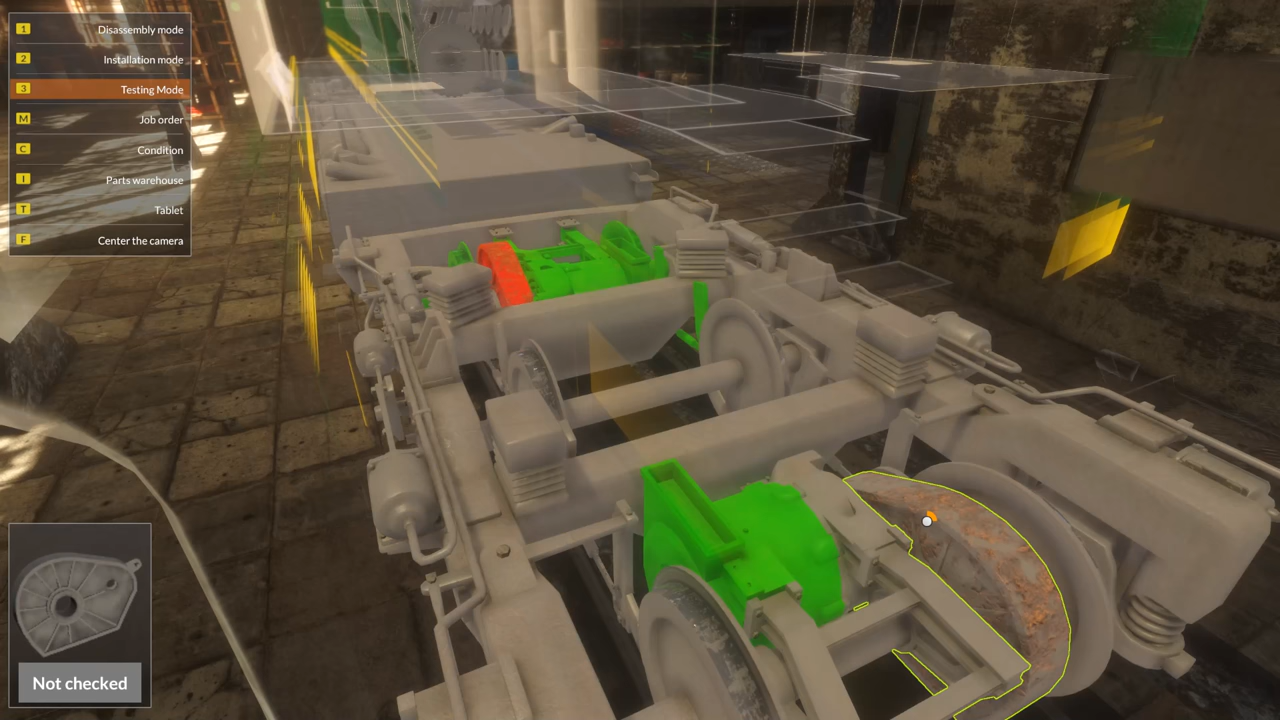 1 Disassembly mode
2 Installation mode
3 Testing Mode
M Job order
C Condition
I Parts warehouse
T Tablet
F Center the camera
Not checked